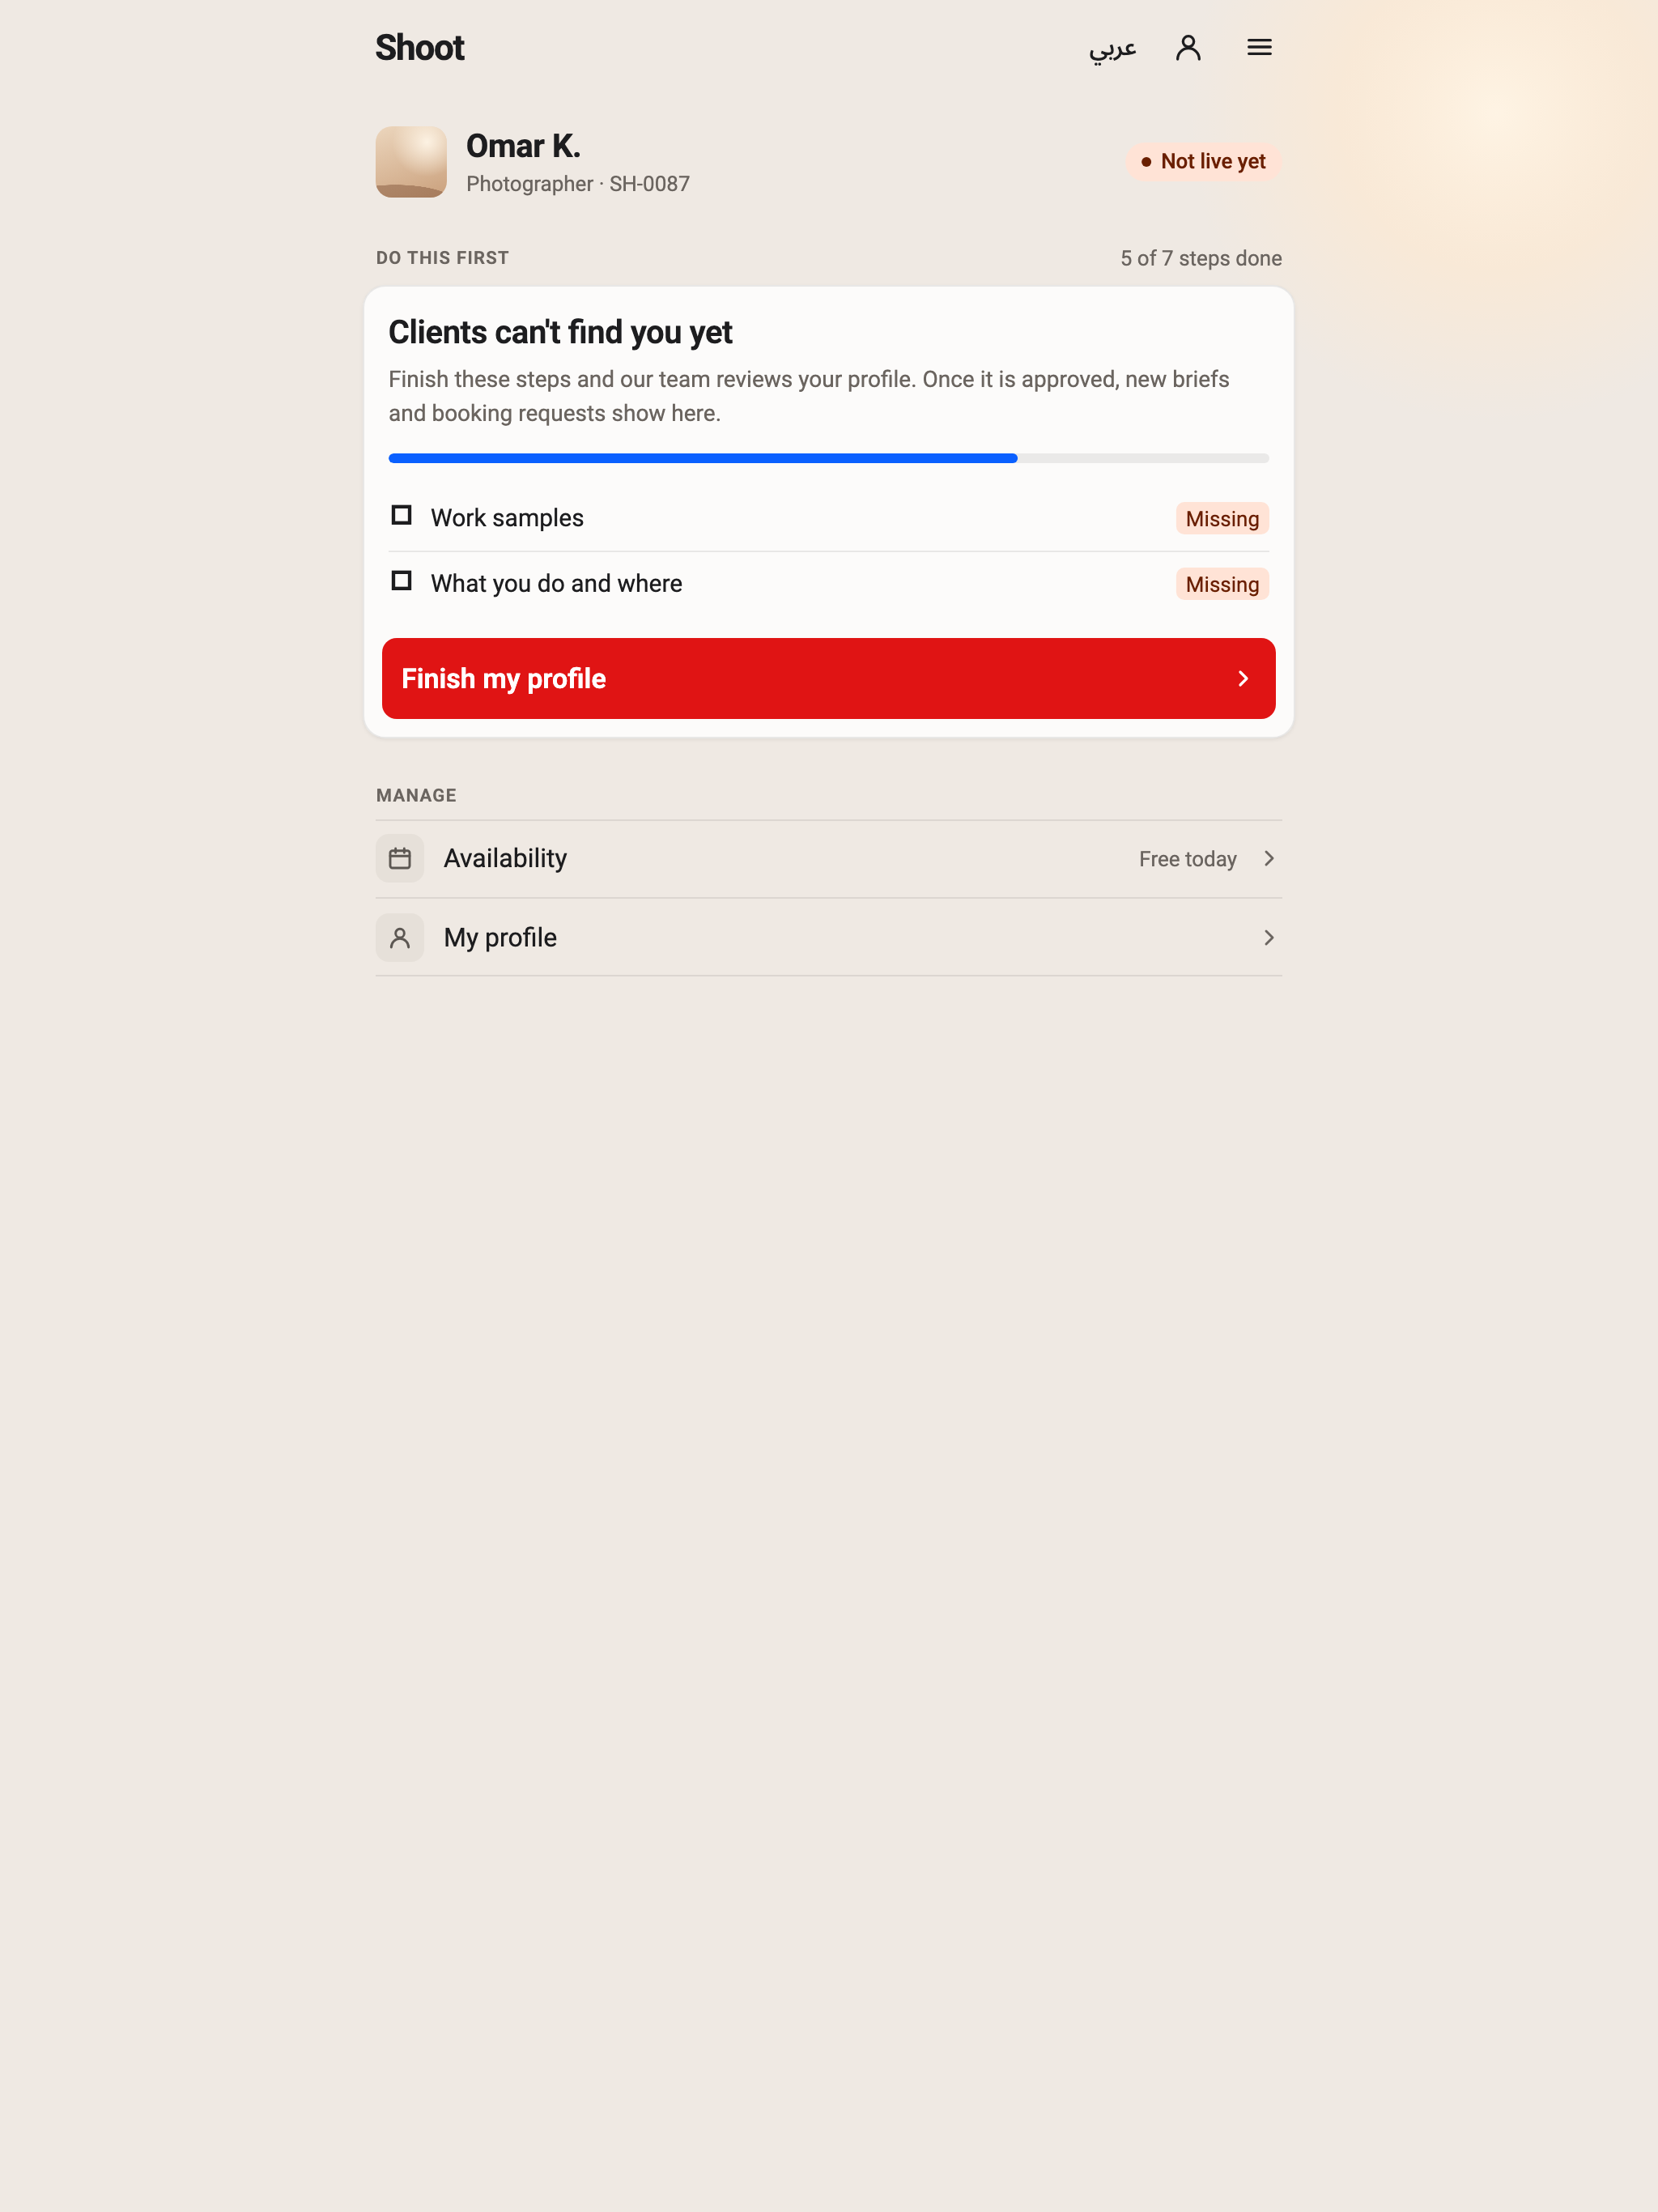 Shoot
عربي
Omar K.
Photographer · SH-0087
Not live yet
DO THIS FIRST
5 of 7 steps done
Clients can't find you yet
Finish these steps and our team reviews your profile. Once it is approved, new briefs
and booking requests show here.
Work samples
Missing
What you do and where
Missing
Finish my profile
MANAGE
Availability
Free today
My profile